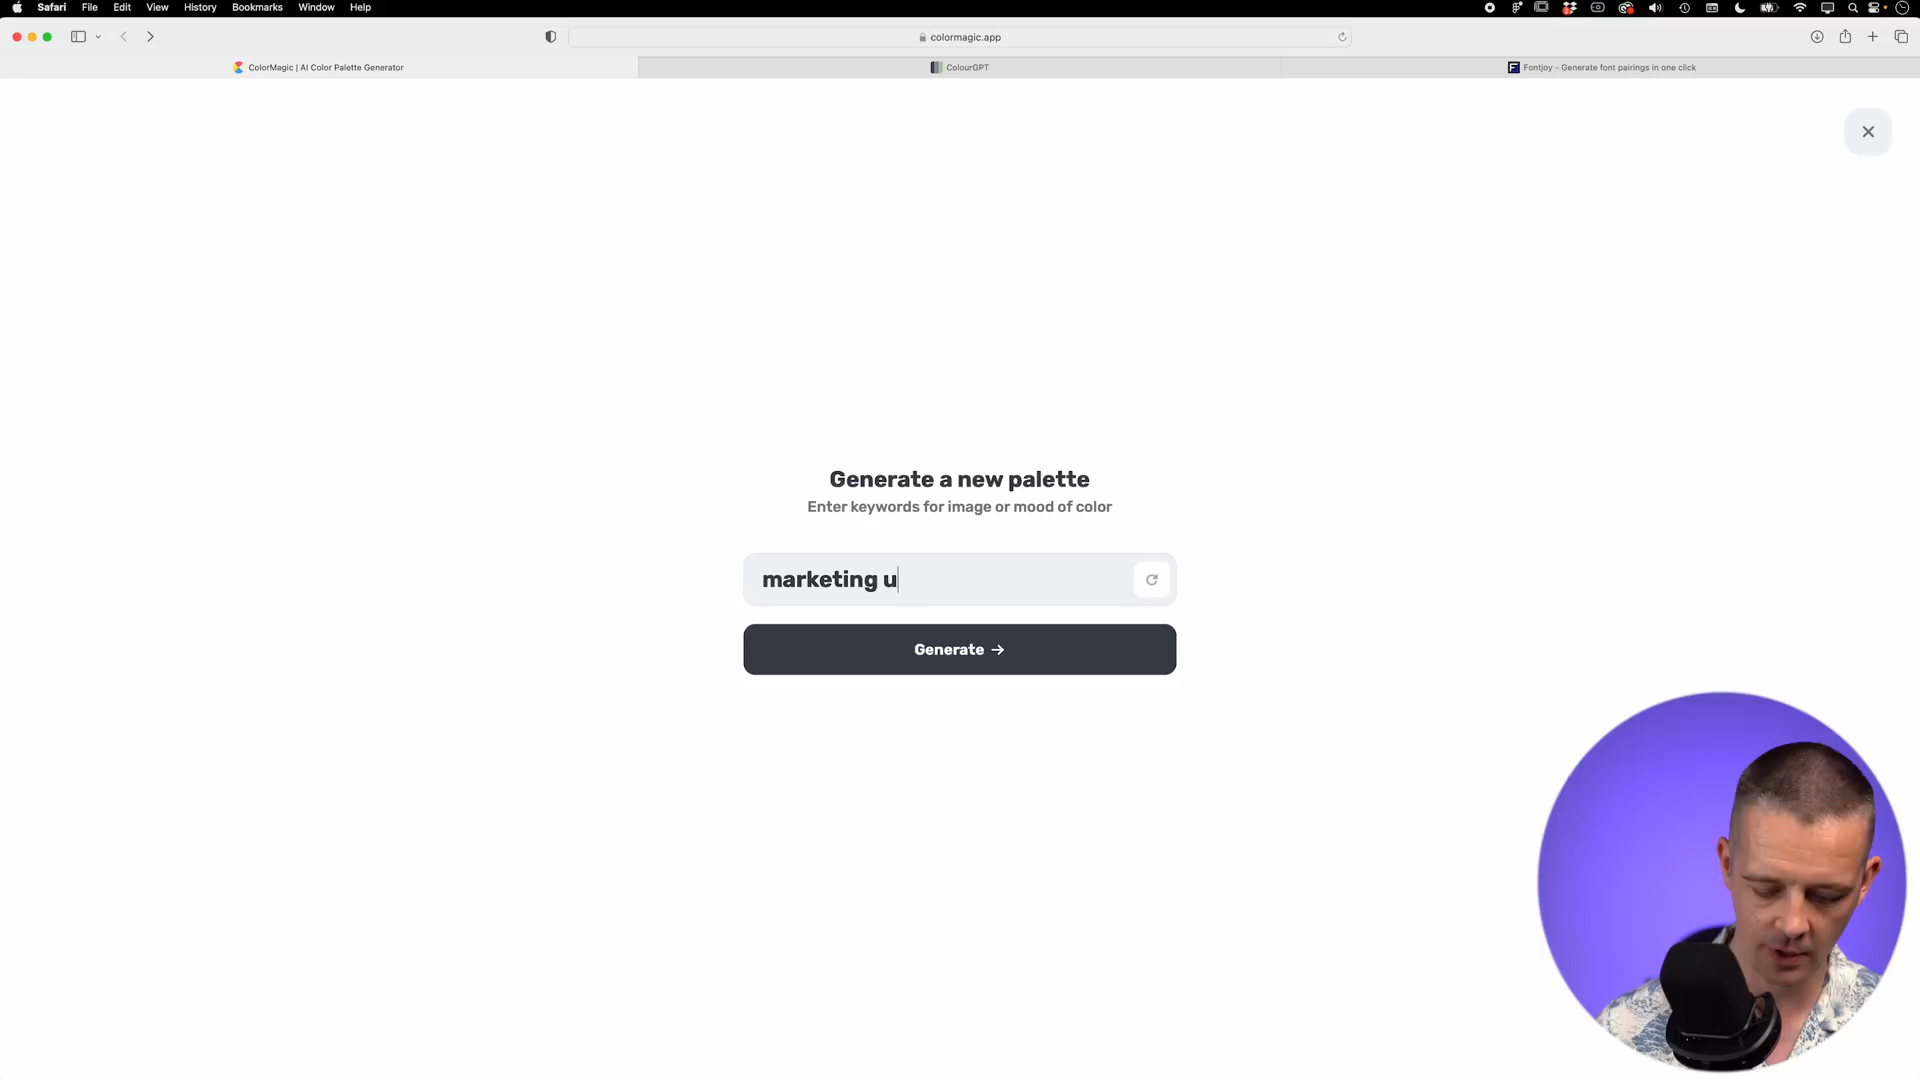 Safari File Edit View History Bookmarks Window Help
colormagic.app
ColorMagic | AI Color Palette Generator
ColourGPT
Fontjoy - Generate font pairings in one click
Generate a new palette
Enter keywords for image or mood of color
marketing u
Generate →